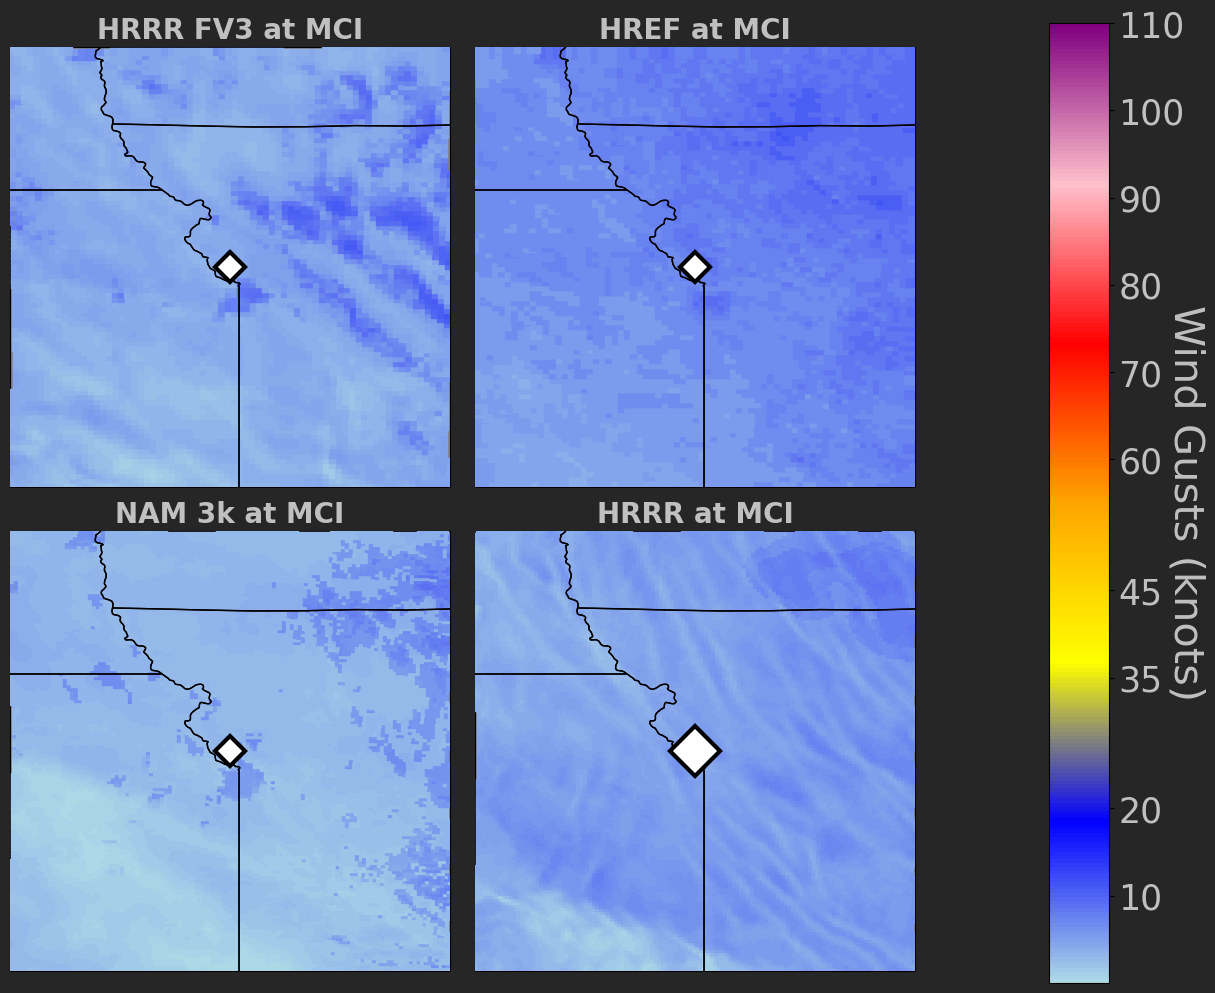 HRRR FV3 at MCI
HREF at MCI
NAM 3k at MCI
HRRR at MCI
110
100
90
80
70
60
45
35
20
10
Wind Gusts (knots)